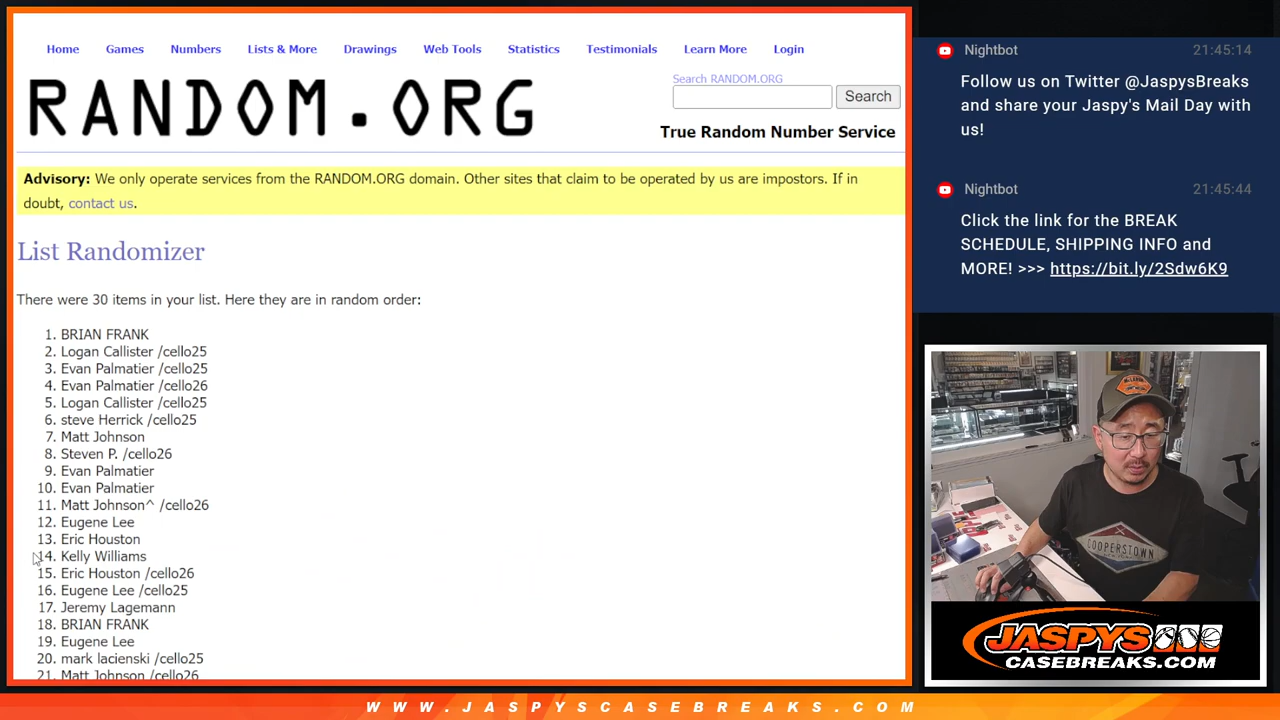 Home Games Numbers Lists & More Drawings Web Tools Statistics Testimonials Learn More Login
RANDOM.ORG
Search RANDOM.ORG
Search
True Random Number Service
Advisory: We only operate services from the RANDOM.ORG domain. Other sites that claim to be operated by us are impostors. If in
doubt, contact us.
List Randomizer
There were 30 items in your list. Here they are in random order:
1. BRIAN FRANK
2. Logan Callister /cello25
3. Evan Palmatier /cello25
4. Evan Palmatier /cello26
5. Logan Callister /cello25
6. steve Herrick /cello25
7. Matt Johnson
8. Steven P. /cello26
9. Evan Palmatier
10. Evan Palmatier
11. Matt Johnson^ /cello26
12. Eugene Lee
13. Eric Houston
14. Kelly Williams
15. Eric Houston /cello26
16. Eugene Lee /cello25
17. Jeremy Lagemann
18. BRIAN FRANK
19. Eugene Lee
20. mark lacienski /cello25
21. Matt Johnson /cello26
Nightbot 21:45:14
Follow us on Twitter @JaspysBreaks
and share your Jaspy's Mail Day with
us!
Nightbot 21:45:44
Click the link for the BREAK
SCHEDULE, SHIPPING INFO and
MORE! >>> https://bit.ly/2Sdw6K9
COOPERSTOWN
JASPYS
CASEBREAKS.COM
WWW.JASPYSCASEBREAKS.COM